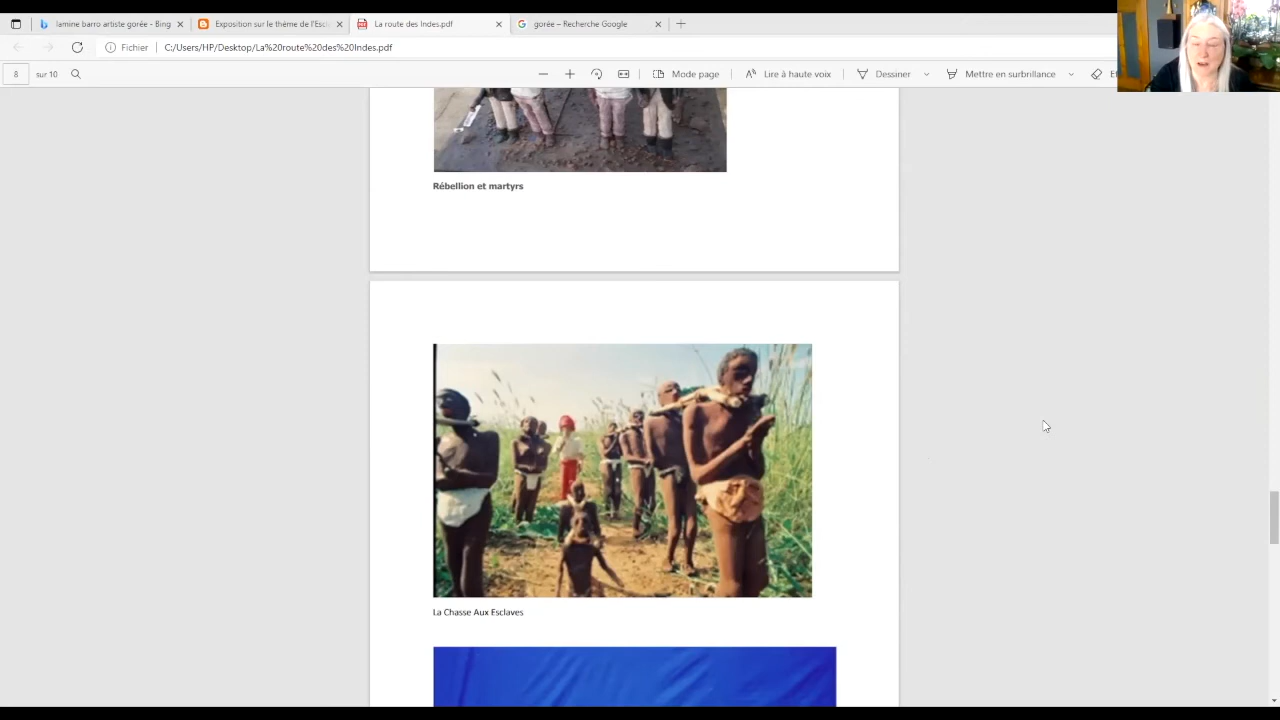 lamine barro artiste gorée - Bing
Exposition sur le thème de l'Escl
La route des Indes.pdf
gorée – Recherche Google
Fichier
C:/Users/HP/Desktop/La%20route%20des%20Indes.pdf
8 sur 10
Mode page
Lire à haute voix
Dessiner
Mettre en surbrillance
Rébellion et martyrs
La Chasse Aux Esclaves